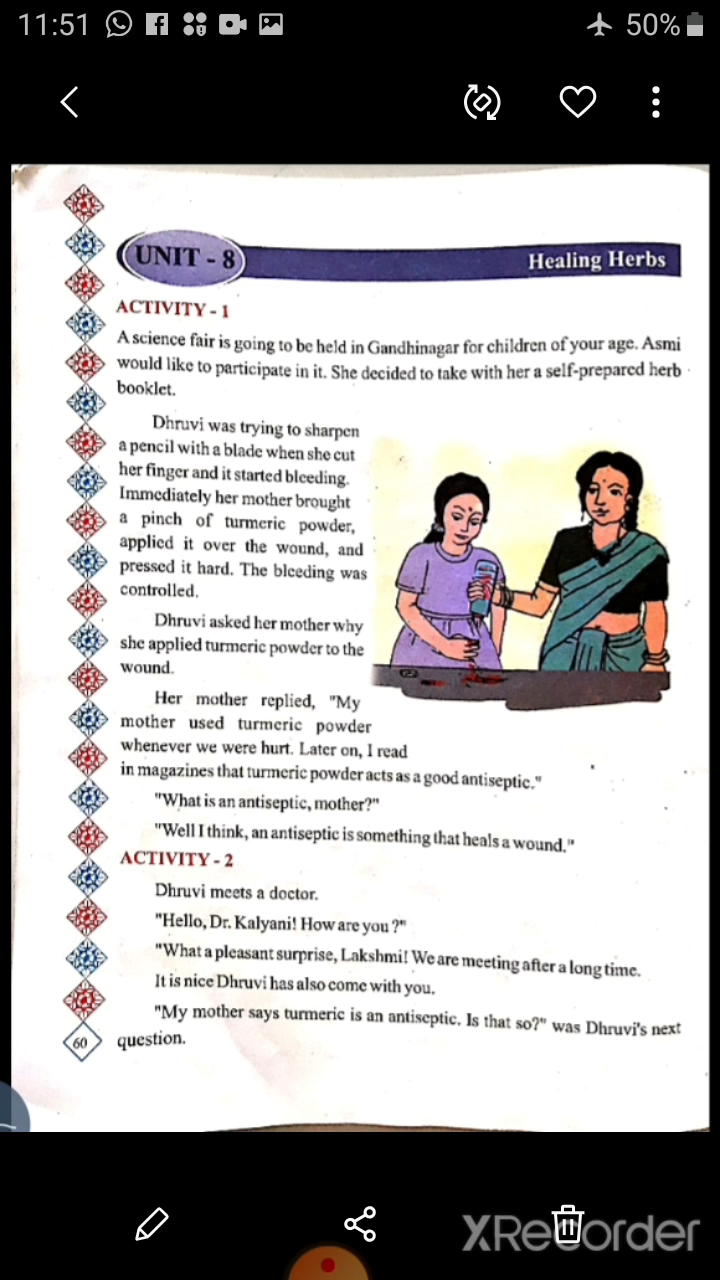 11:51
50%
UNIT - 8
Healing Herbs
ACTIVITY - 1
A science fair is going to be held in Gandhinagar for children of your age. Asmi
would like to participate in it. She decided to take with her a self-prepared herb
booklet.
Dhruvi was trying to sharpen
a pencil with a blade when she cut
her finger and it started bleeding.
Immediately her mother brought
a pinch of turmeric powder,
applied it over the wound, and
pressed it hard. The bleeding was
controlled.
Dhruvi asked her mother why
she applied turmeric powder to the
wound.
Her mother replied, "My
mother used turmeric powder
whenever we were hurt. Later on, I read
in magazines that turmeric powder acts as a good antiseptic."
"What is an antiseptic, mother?"
"Well I think, an antiseptic is something that heals a wound."
ACTIVITY - 2
Dhruvi meets a doctor.
"Hello, Dr. Kalyani! How are you ?"
"What a pleasant surprise, Lakshmi! We are meeting after a long time.
It is nice Dhruvi has also come with you.
"My mother says turmeric is an antiseptic. Is that so?" was Dhruvi's next
question.
60
XRecorder